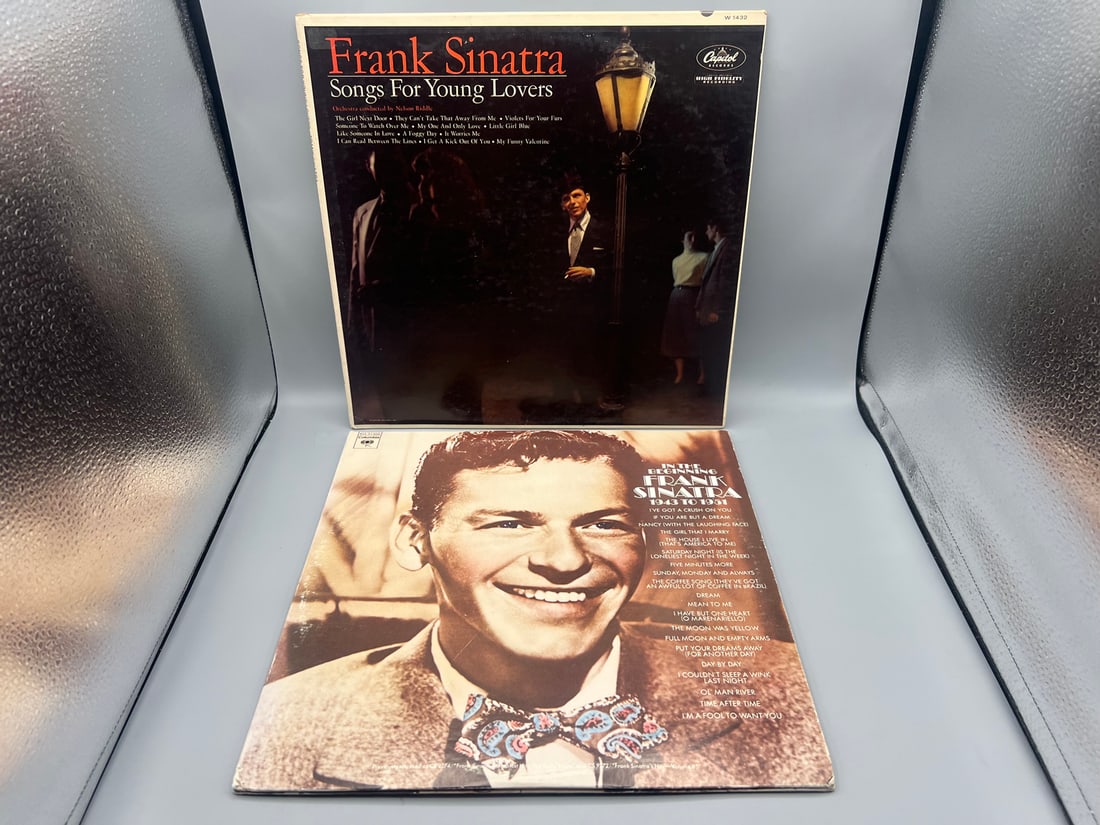 W 1432
Frank Sinatra
Capitol
RECORDS
HIGH FIDELITY
RECORDING
Songs For Young Lovers
Orchestra conducted by Nelson Riddle
The Girl Next Door • They Can't Take That Away From Me • Violets For Your Furs
Someone To Watch Over Me • My One And Only Love • Little Girl Blue
Like Someone In Love • A Foggy Day • It Worries Me
I Can Read Between The Lines • I Get A Kick Out Of You • My Funny Valentine
Columbia
IN THE
BEGINNING
FRANK
SINATRA
1943 TO 1951
I'VE GOT A CRUSH ON YOU
IF YOU ARE BUT A DREAM
NANCY (WITH THE LAUGHING FACE)
THE GIRL THAT I MARRY
THE HOUSE I LIVE IN
(THAT'S AMERICA TO ME)
SATURDAY NIGHT (IS THE
LONELIEST NIGHT IN THE WEEK)
FIVE MINUTES MORE
SUNDAY, MONDAY AND ALWAYS
THE COFFEE SONG (THEY'VE GOT
AN AWFUL LOT OF COFFEE IN BRAZIL)
DREAM
MEAN TO ME
I HAVE BUT ONE HEART
(O MARENARIELLO)
THE MOON WAS YELLOW
FULL MOON AND EMPTY ARMS
PUT YOUR DREAMS AWAY
(FOR ANOTHER DAY)
DAY BY DAY
I COULDN'T SLEEP A WINK
LAST NIGHT
OL' MAN RIVER
TIME AFTER TIME
I'M A FOOL TO WANT YOU